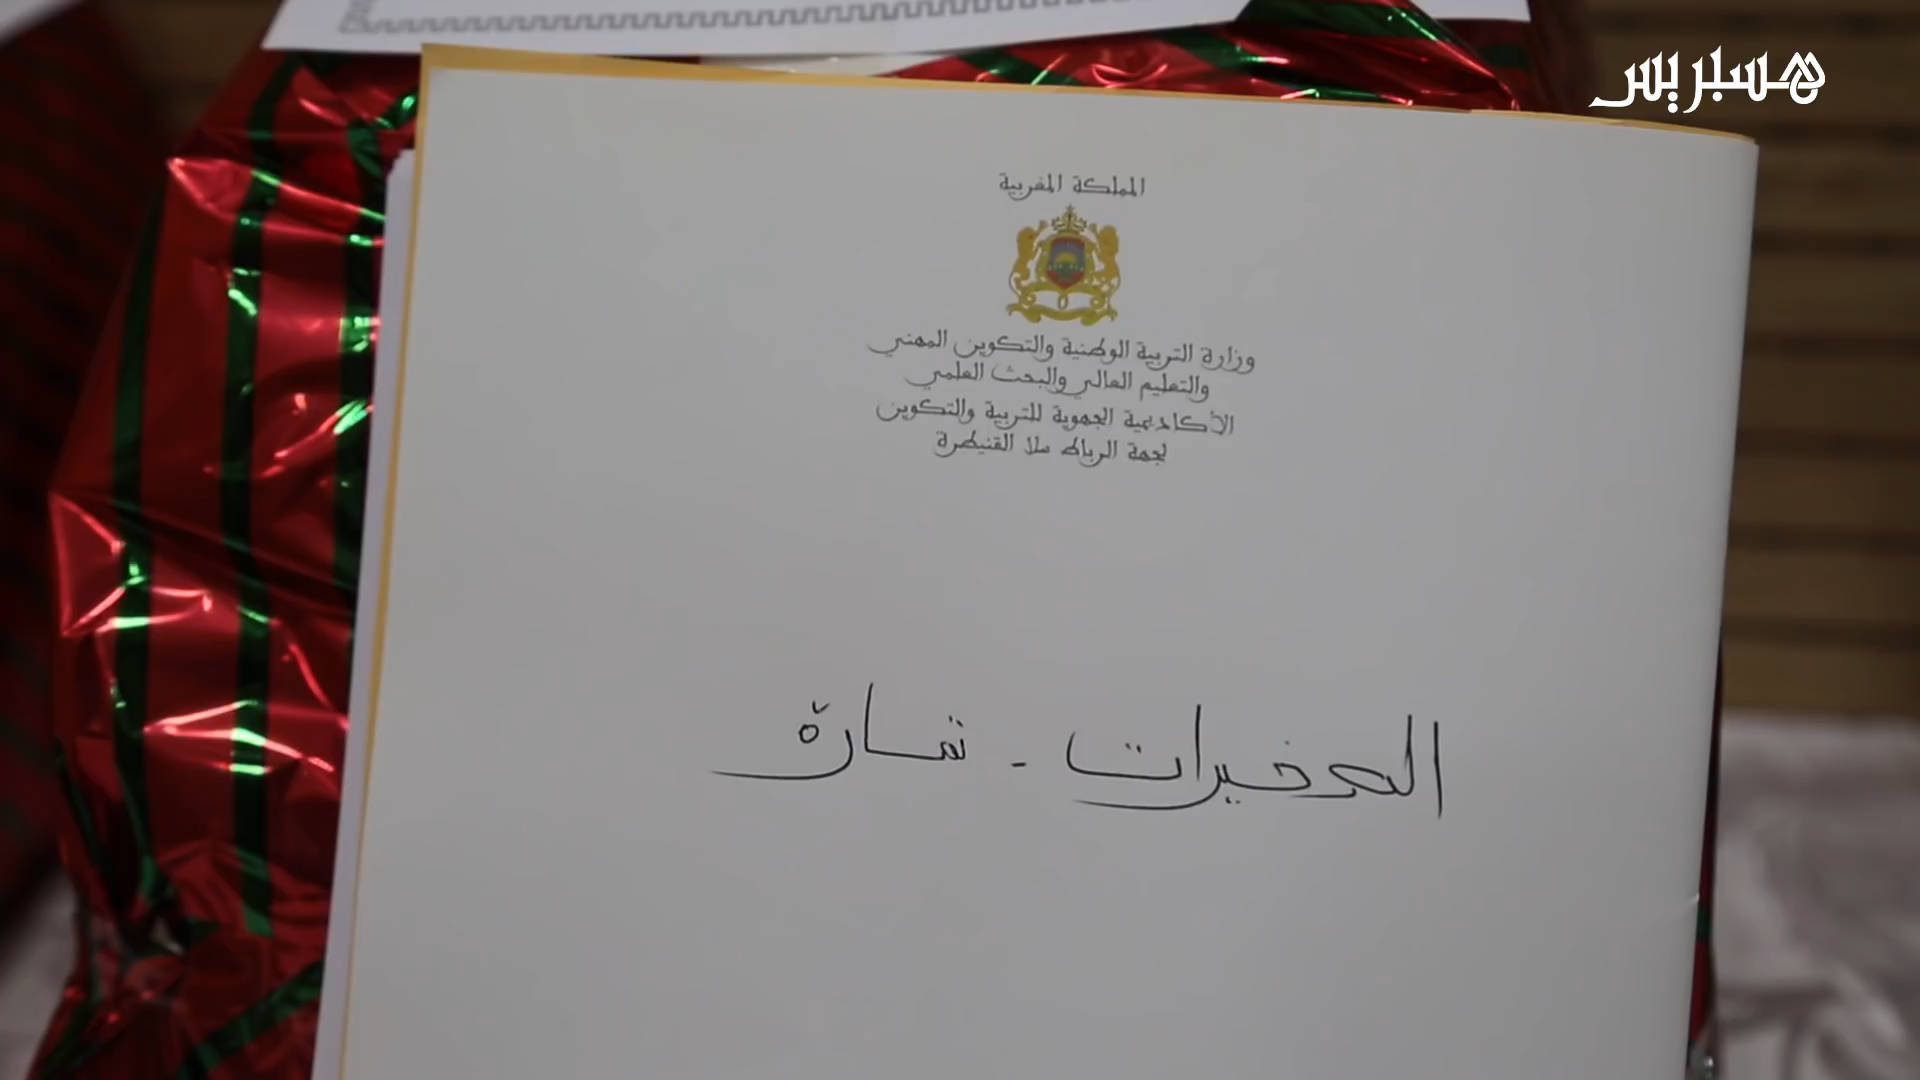 هسبريس
المملكة المغربية
وزارة التربية الوطنية والتكوين المهني
والتعليم العالي والبحث العلمي
الأكاديمية الجهوية للتربية والتكوين
لجهة الرباط سلا القنيطرة
الصخيرات - تمارة